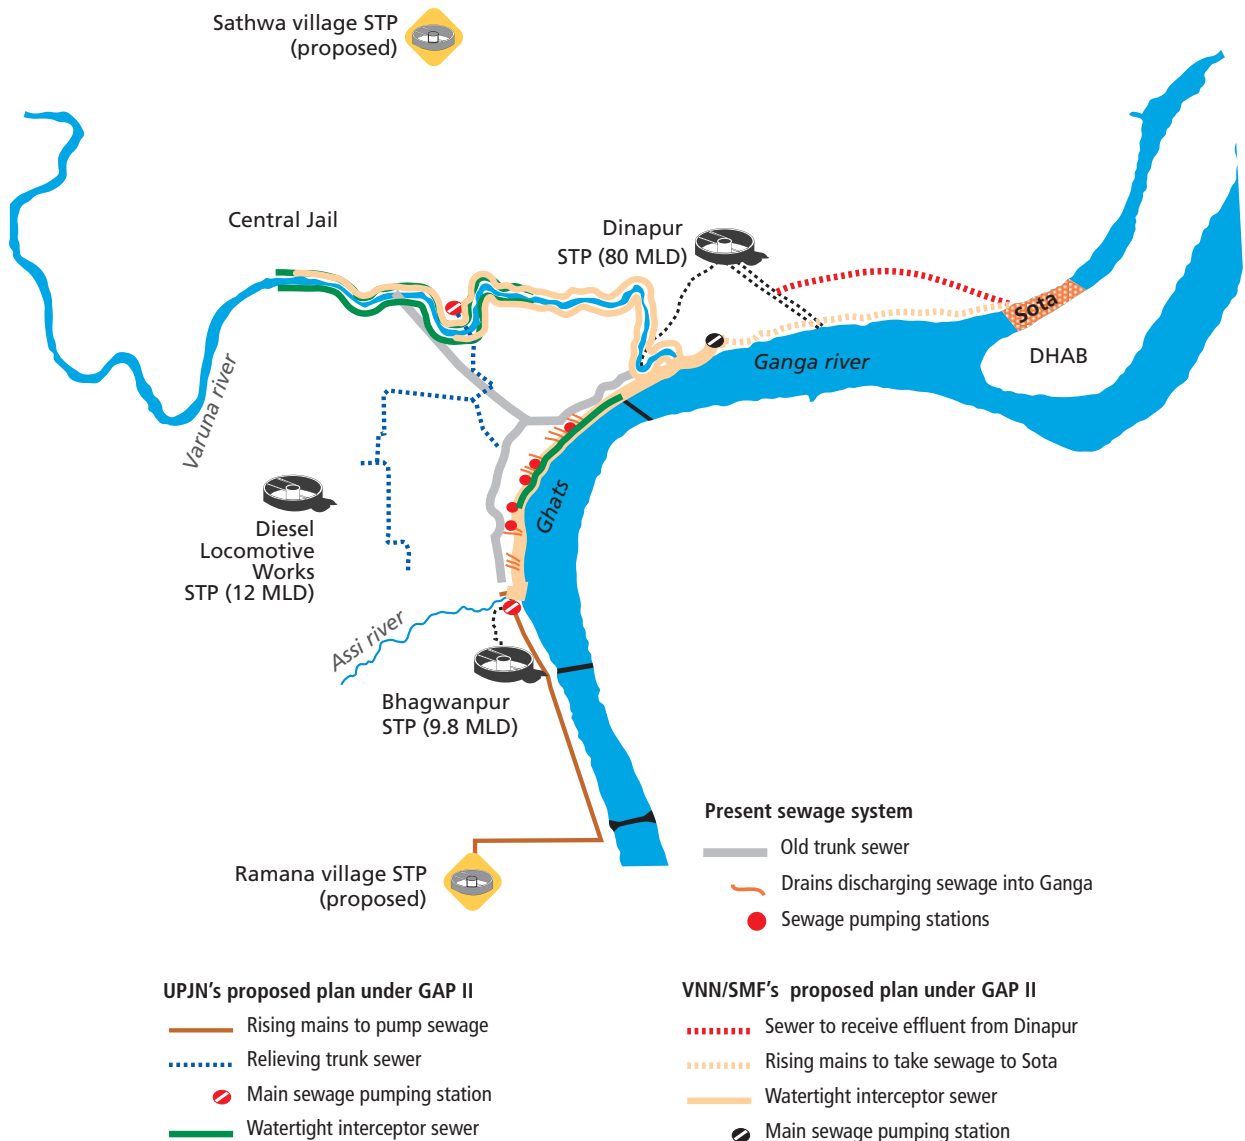 Sathwa village STP
(proposed)
Central Jail
Dinapur
STP (80 MLD)
Sota
DHAB
Ganga river
Varuna river
Ghats
Diesel
Locomotive
Works
STP (12 MLD)
Assi river
Bhagwanpur
STP (9.8 MLD)
Ramana village STP
(proposed)
Present sewage system
Old trunk sewer
Drains discharging sewage into Ganga
Sewage pumping stations
UPJN's proposed plan under GAP II
Rising mains to pump sewage
Relieving trunk sewer
Main sewage pumping station
Watertight interceptor sewer
VNN/SMF's proposed plan under GAP II
Sewer to receive effluent from Dinapur
Rising mains to take sewage to Sota
Watertight interceptor sewer
Main sewage pumping station